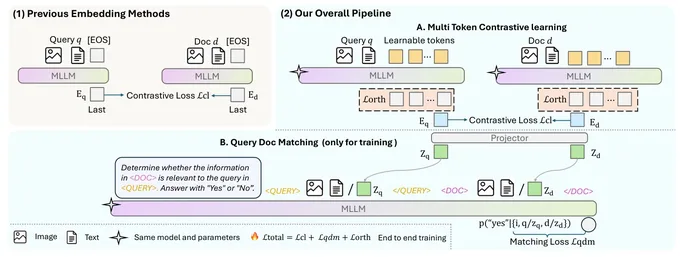 (1) Previous Embedding Methods
Query q [EOS]
Doc d [EOS]
MLLM
MLLM
Eq
Contrastive Loss ℒcl
Ed
Last
Last
(2) Our Overall Pipeline
A. Multi Token Contrastive learning
Query q
Learnable tokens
Doc d
...
...
MLLM
MLLM
ℒorth ...
ℒorth ...
Eq
Contrastive Loss ℒcl
Ed
Projector
B. Query Doc Matching (only for training )
Zq
Zd
Determine whether the information
in <DOC> is relevant to the query in
<QUERY>. Answer with "Yes" or "No".
<QUERY> / Zq </QUERY> <DOC> / Zd </DOC>
MLLM
p("yes"|{i, q/zq, d/zd})
Matching Loss ℒqdm
Image
Text
Same model and parameters
ℒtotal = ℒcl + ℒqdm + ℒorth End to end training